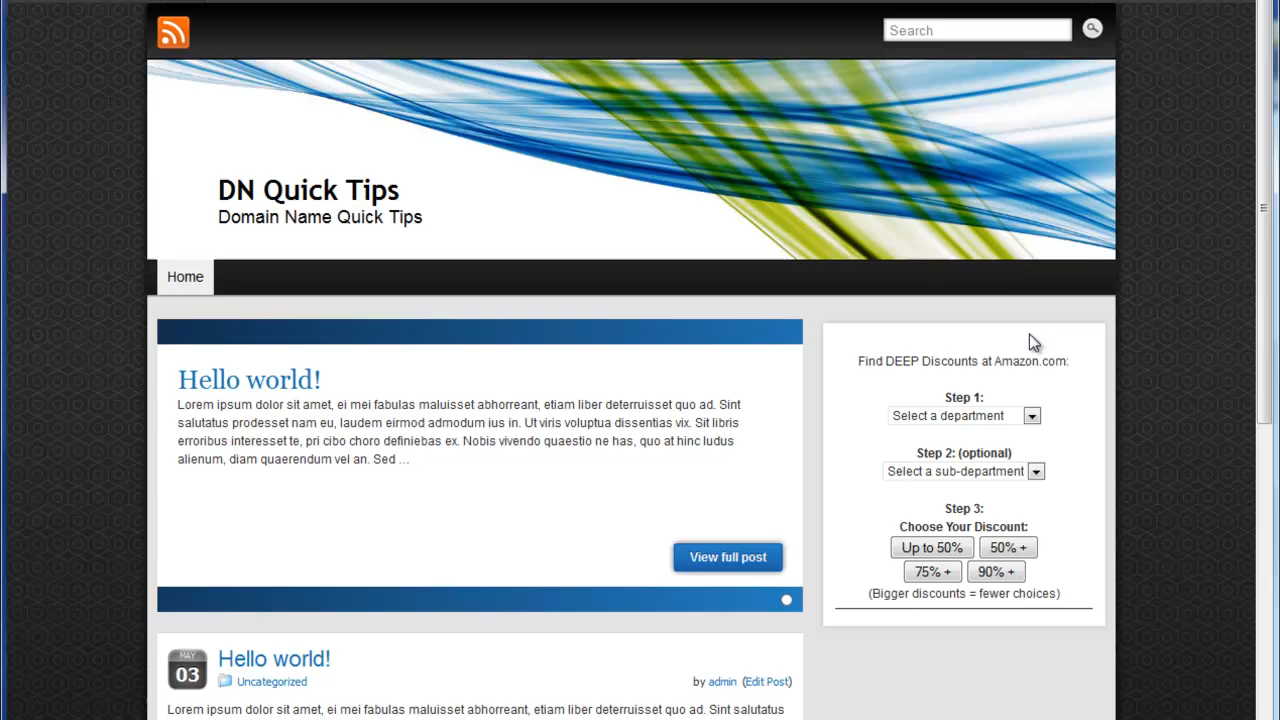 Search
DN Quick Tips
Domain Name Quick Tips
Home
Hello world!
Lorem ipsum dolor sit amet, ei mei fabulas maluisset abhorreant, etiam liber deterruisset quo ad. Sint
salutatus prodesset nam ei, laudem eirmod admodum ius in. Ut viris voluptua dissentias vix. Sit libris
erroribus interesset te, pri cibo choro definiebas ex. Nobis vivendo quaestio ne has, quo at hinc ludus
alienum, diam quaerendum vel an. Sed ...
View full post
Find DEEP Discounts at Amazon.com:
Step 1:
Select a department
Step 2: (optional)
Select a sub-department
Step 3:
Choose Your Discount:
Up to 50% 50% +
75% + 90% +
(Bigger discounts = fewer choices)
MAY
03
Hello world!
Uncategorized
by admin (Edit Post)
Lorem ipsum dolor sit amet, ei mei fabulas maluisset abhorreant, etiam liber deterruisset quo ad. Sint salutatus